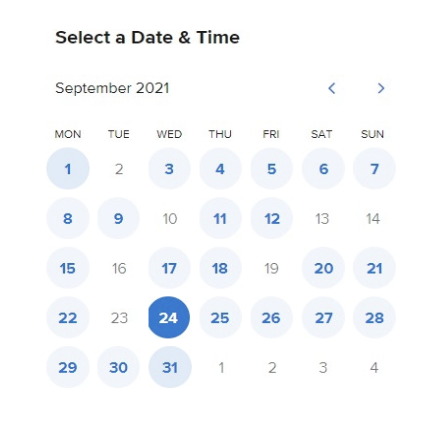 Select a Date & Time
September 2021
MON TUE WED THU FRI SAT SUN
1 2 3 4 5 6 7
8 9 10 11 12 13 14
15 16 17 18 19 20 21
22 23 24 25 26 27 28
29 30 31 1 2 3 4